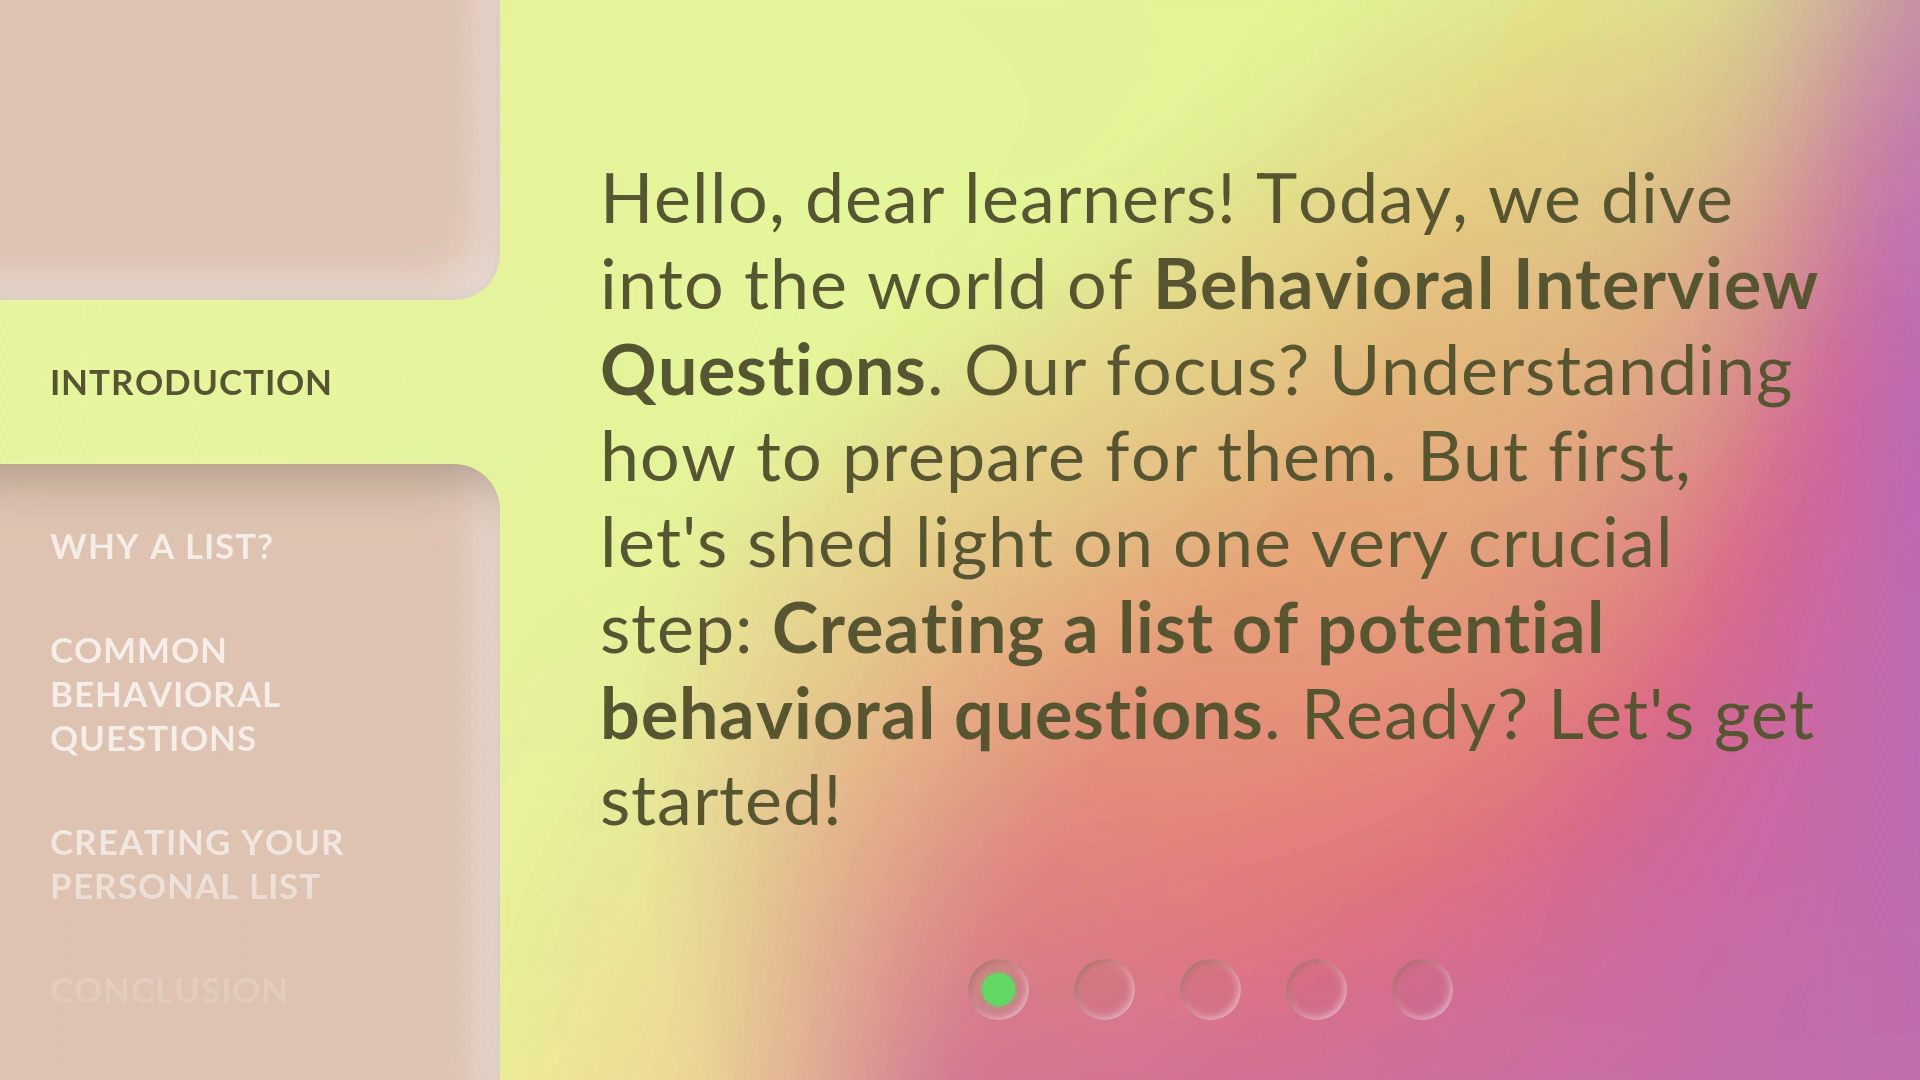 INTRODUCTION
WHY A LIST?
COMMON
BEHAVIORAL
QUESTIONS
CREATING YOUR
PERSONAL LIST
CONCLUSION
Hello, dear learners! Today, we dive
into the world of Behavioral Interview
Questions. Our focus? Understanding
how to prepare for them. But first,
let's shed light on one very crucial
step: Creating a list of potential
behavioral questions. Ready? Let's get
started!